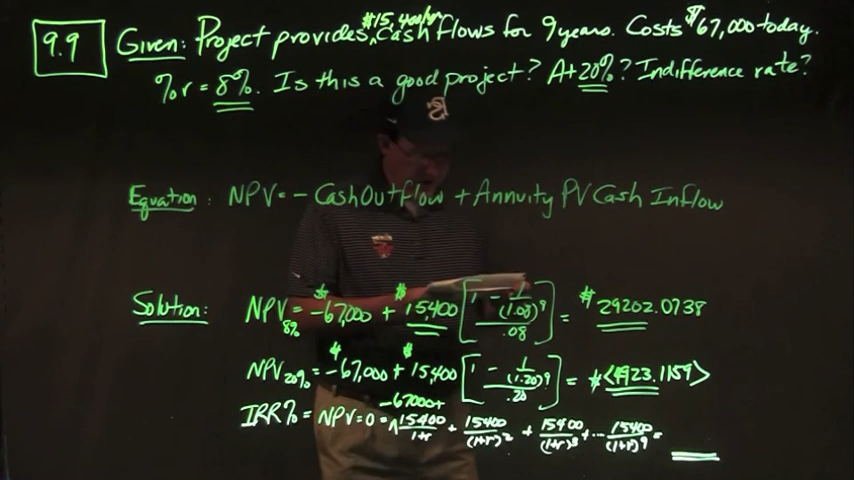 9.9 Given: Project provides $15,400/yr Cash flows for 9 years. Costs $67,000 today.
%r = 8%. Is this a good project? At 20%? Indifference rate?
Equation: NPV = - Cash Outflow + Annuity PV Cash Inflow
Solution: NPV8% = $-67,000 + $15400 [1 - 1/(1.08)^9 / .08] = $29202.0738
NPV20% = $-67,000 + $15,400 [1 - 1/(1.20)^9 / .20] = $<4923.1159>
IRR% = NPV=0 = -67000+ 15400/1+r + 15400/(1+r)^2 + 15400/(1+r)^3 + ... 15400/(1+r)^9 =